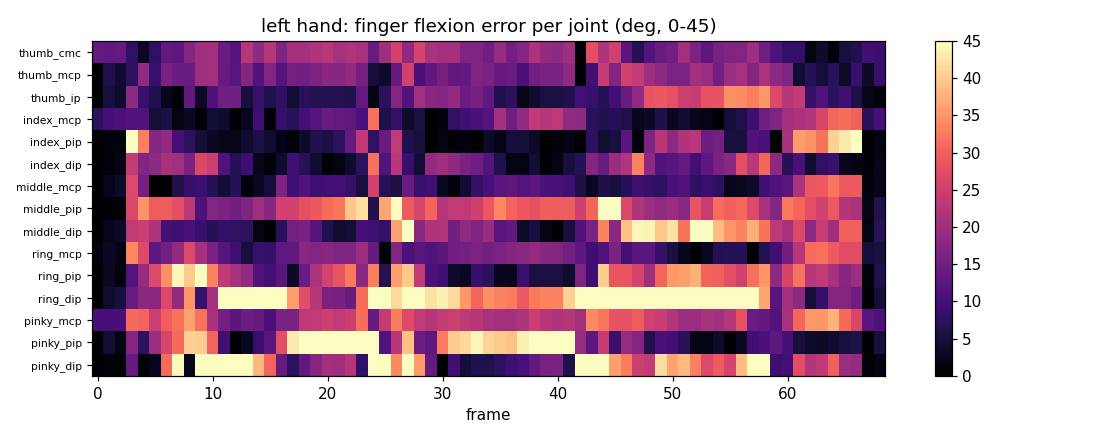 left hand: finger flexion error per joint (deg, 0-45)
thumb_cmc
thumb_mcp
thumb_ip
index_mcp
index_pip
index_dip
middle_mcp
middle_pip
middle_dip
ring_mcp
ring_pip
ring_dip
pinky_mcp
pinky_pip
pinky_dip
0 10 20 30 40 50 60
frame
45
40
35
30
25
20
15
10
5
0